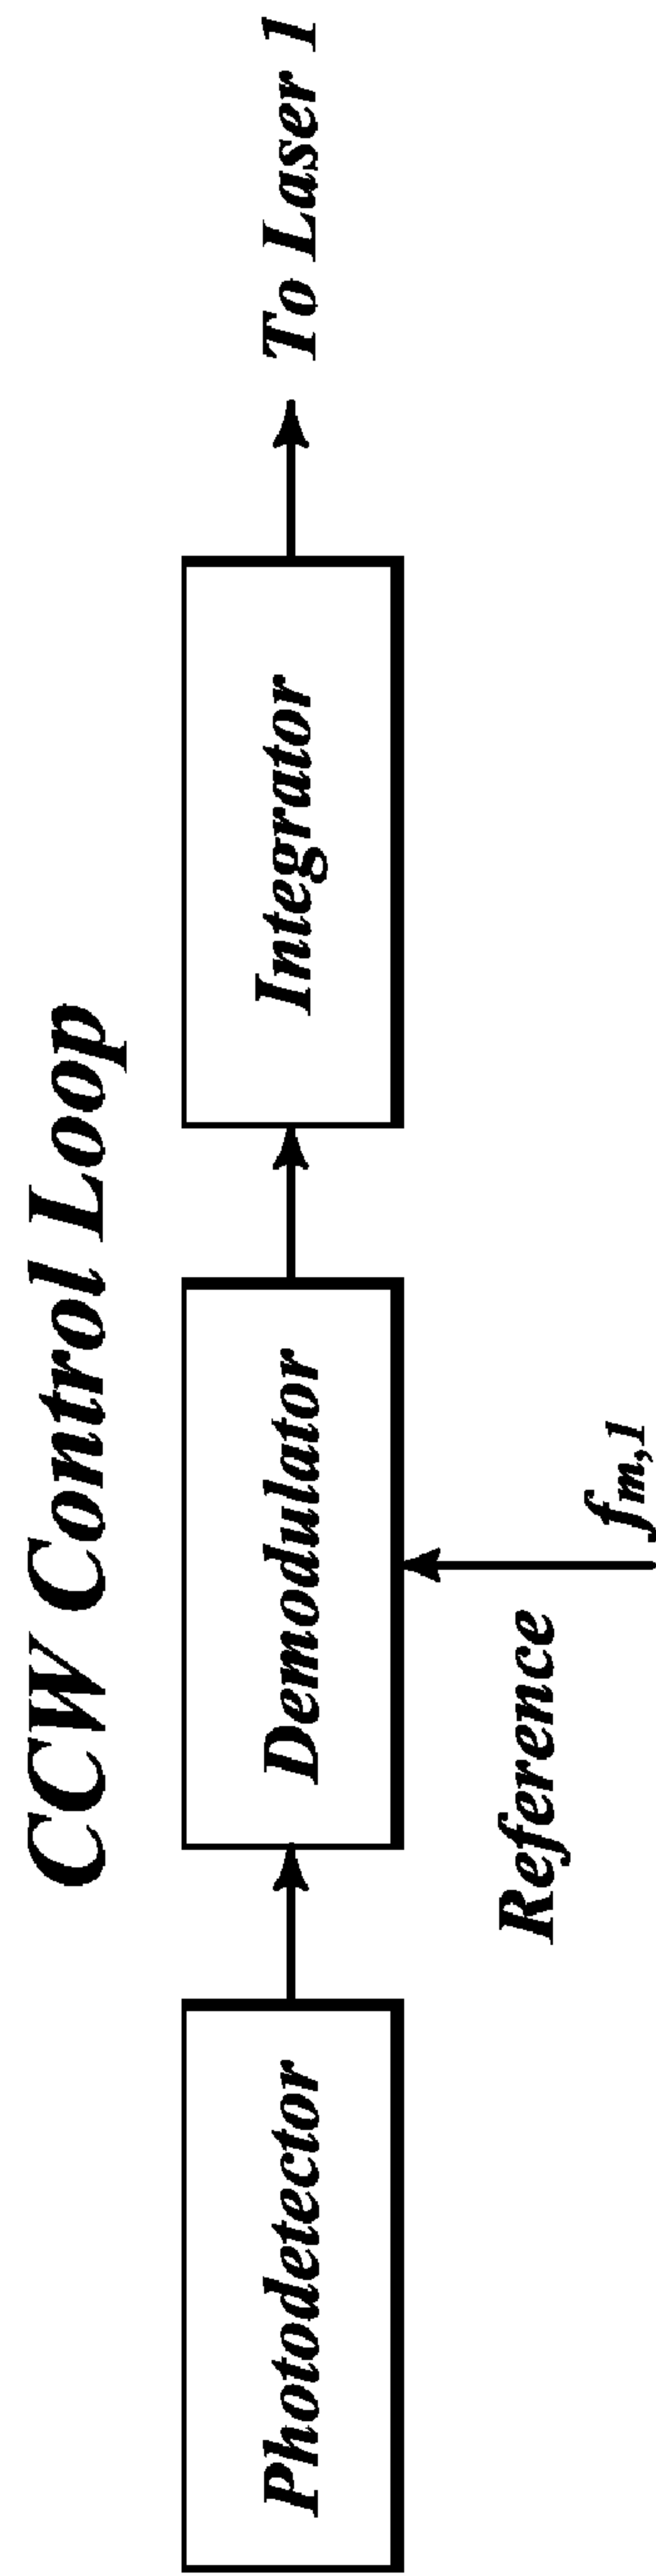 CCW Control Loop
Photodetector
Demodulator
Integrator
To Laser 1
Reference
fm,1